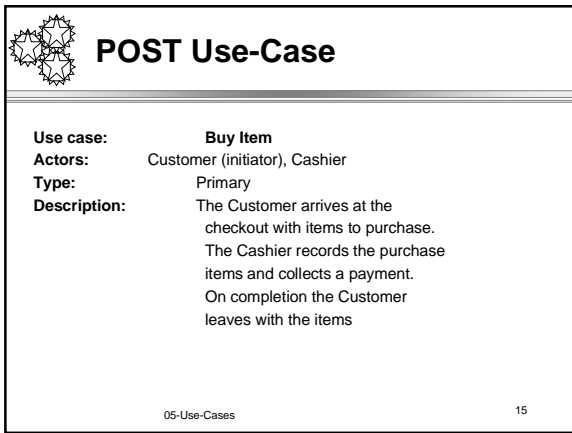 POST Use-Case
Use case: Buy Item
Actors: Customer (initiator), Cashier
Type: Primary
Description: The Customer arrives at the
checkout with items to purchase.
The Cashier records the purchase
items and collects a payment.
On completion the Customer
leaves with the items
05-Use-Cases 15